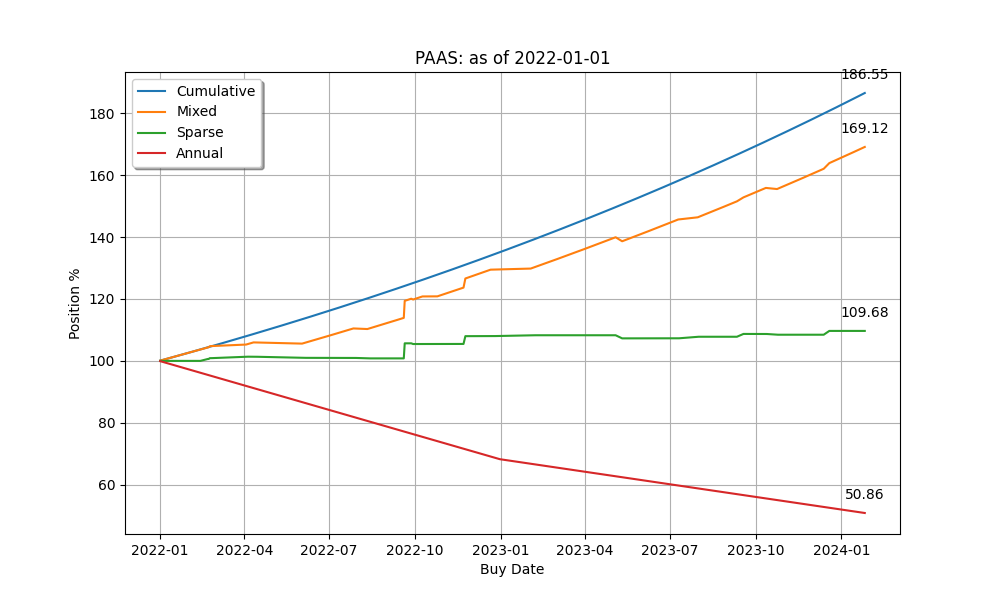 PAAS: as of 2022-01-01
Cumulative
Mixed
Sparse
Annual
186.55
169.12
109.68
50.86
Position %
180
160
140
120
100
80
60
2022-01 2022-04 2022-07 2022-10 2023-01 2023-04 2023-07 2023-10 2024-01
Buy Date